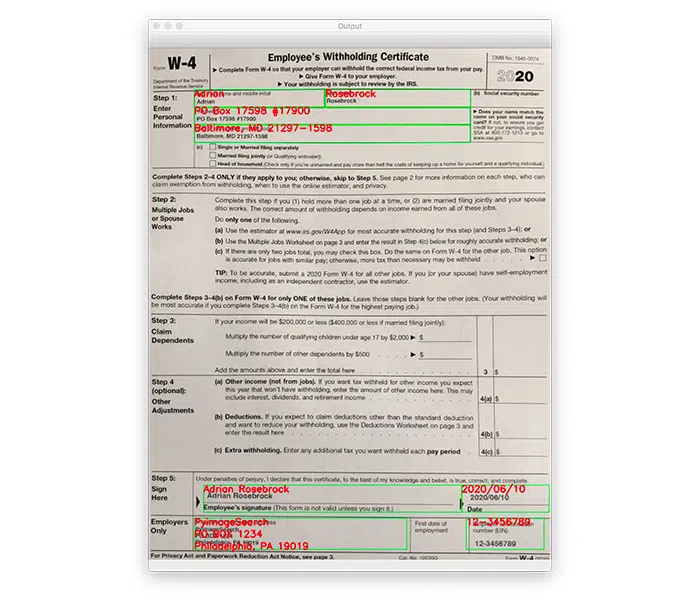 Output
Form W-4
Department of the Treasury
Internal Revenue Service
Employee's Withholding Certificate
▶ Complete Form W-4 so that your employer can withhold the correct federal income tax from your pay.
▶ Give Form W-4 to your employer.
▶ Your withholding is subject to review by the IRS.
OMB No. 1545-0074
2020
Step 1:
Enter
Personal
Information
Adrian
name and middle initial
Adrian
Rosebrock
Rosebrock
(b) Social security number
PO Box 17598 #17900
PO Box 17598 #17900
Baltimore, MD 21297-1598
Baltimore, MD 21297-1598
▶ Does your name match the
name on your social security
card? If not, to ensure you get
credit for your earnings, contact
SSA at 800-772-1213 or go to
www.ssa.gov.
(c) Single or Married filing separately
Married filing jointly (or Qualifying widow(er))
Head of household (Check only if you're unmarried and pay more than half the costs of keeping up a home for yourself and a qualifying individual.)
Complete Steps 2–4 ONLY if they apply to you; otherwise, skip to Step 5. See page 2 for more information on each step, who can
claim exemption from withholding, when to use the online estimator, and privacy.
Step 2:
Multiple Jobs
or Spouse
Works
Complete this step if you (1) hold more than one job at a time, or (2) are married filing jointly and your spouse
also works. The correct amount of withholding depends on income earned from all of these jobs.
Do only one of the following.
(a) Use the estimator at www.irs.gov/W4App for most accurate withholding for this step (and Steps 3–4); or
(b) Use the Multiple Jobs Worksheet on page 3 and enter the result in Step 4(c) below for roughly accurate withholding; or
(c) If there are only two jobs total, you may check this box. Do the same on Form W-4 for the other job. This option
is accurate for jobs with similar pay; otherwise, more tax than necessary may be withheld . . . . . ▶
TIP: To be accurate, submit a 2020 Form W-4 for all other jobs. If you (or your spouse) have self-employment
income, including as an independent contractor, use the estimator.
Complete Steps 3–4(b) on Form W-4 for only ONE of these jobs. Leave those steps blank for the other jobs. (Your withholding will
be most accurate if you complete Steps 3–4(b) on the Form W-4 for the highest paying job.)
Step 3:
Claim
Dependents
If your income will be $200,000 or less ($400,000 or less if married filing jointly):
Multiply the number of qualifying children under age 17 by $2,000 ▶ $
Multiply the number of other dependents by $500 . . . . ▶ $
Add the amounts above and enter the total here . . . . 3 $
Step 4
(optional):
Other
Adjustments
(a) Other income (not from jobs). If you want tax withheld for other income you expect
this year that won't have withholding, enter the amount of other income here. This may
include interest, dividends, and retirement income . . . . 4(a) $
(b) Deductions. If you expect to claim deductions other than the standard deduction
and want to reduce your withholding, use the Deductions Worksheet on page 3 and
enter the result here . . . . 4(b) $
(c) Extra withholding. Enter any additional tax you want withheld each pay period . 4(c) $
Step 5:
Sign
Here
Under penalties of perjury, I declare that this certificate, to the best of my knowledge and belief, is true, correct, and complete.
Adrian Rosebrock
Adrian Rosebrock
Employee's signature (This form is not valid unless you sign it.)
2020/06/10
2020/06/10
Date
Employers
Only
PyimageSearch
PO BOX 1234
Philadelphia, PA 19019
Philadelphia, PA 19019
First date of
employment
12-3456789
number (EIN)
12-3456789
For Privacy Act and Paperwork Reduction Act Notice, see page 3.
Cat. No. 10220Q
Form W-4